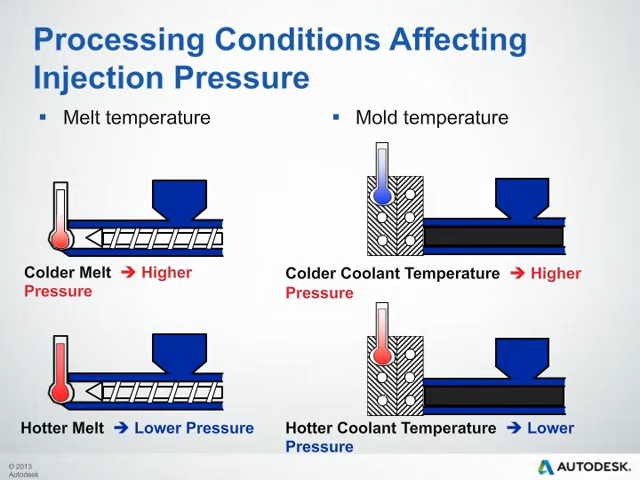 Processing Conditions Affecting
Injection Pressure
▪ Melt temperature
▪ Mold temperature
Colder Melt ➔ Higher
Pressure
Colder Coolant Temperature ➔ Higher
Pressure
Hotter Melt ➔ Lower Pressure
Hotter Coolant Temperature ➔ Lower
Pressure
© 2013
Autodesk
AUTODESK.